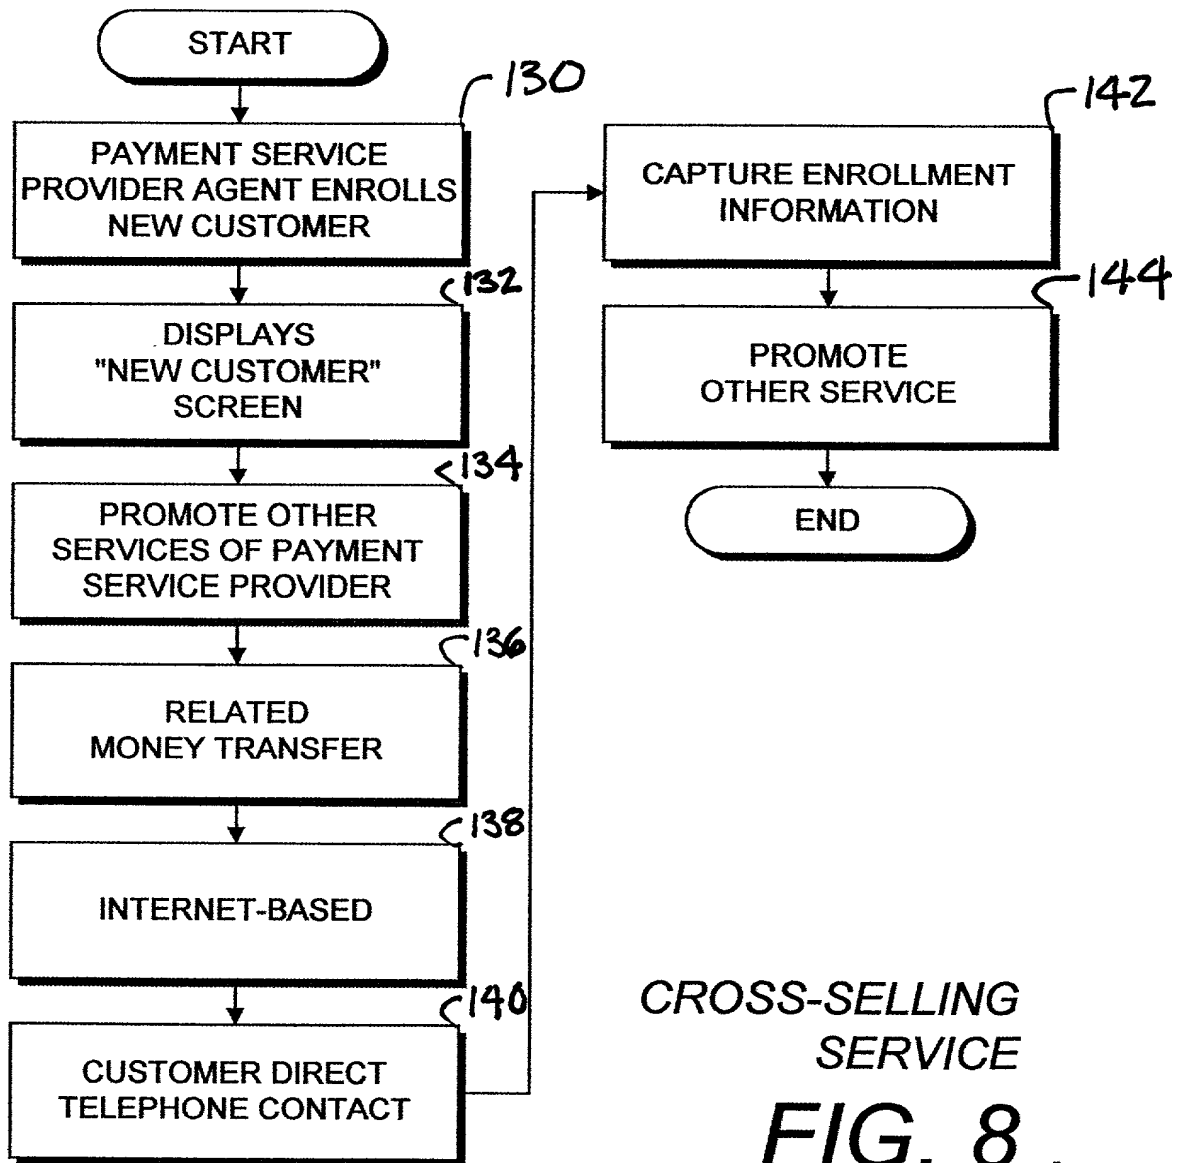 START
130
PAYMENT SERVICE
PROVIDER AGENT ENROLLS
NEW CUSTOMER
132
DISPLAYS
"NEW CUSTOMER"
SCREEN
134
PROMOTE OTHER
SERVICES OF PAYMENT
SERVICE PROVIDER
136
RELATED
MONEY TRANSFER
138
INTERNET-BASED
140
CUSTOMER DIRECT
TELEPHONE CONTACT
142
CAPTURE ENROLLMENT
INFORMATION
144
PROMOTE
OTHER SERVICE
END
CROSS-SELLING
SERVICE
FIG. 8